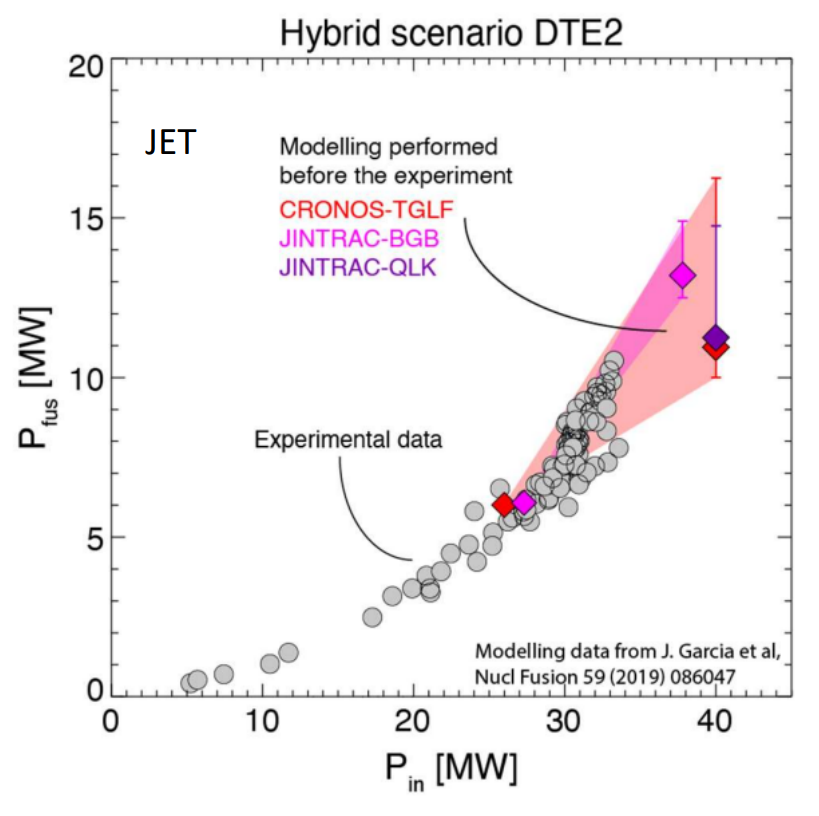 Hybrid scenario DTE2
JET
Modelling performed
before the experiment
CRONOS-TGLF
JINTRAC-BGB
JINTRAC-QLK
Experimental data
Modelling data from J. Garcia et al,
Nucl Fusion 59 (2019) 086047
P_fus [MW]
20
15
10
5
0
0 10 20 30 40
P_in [MW]